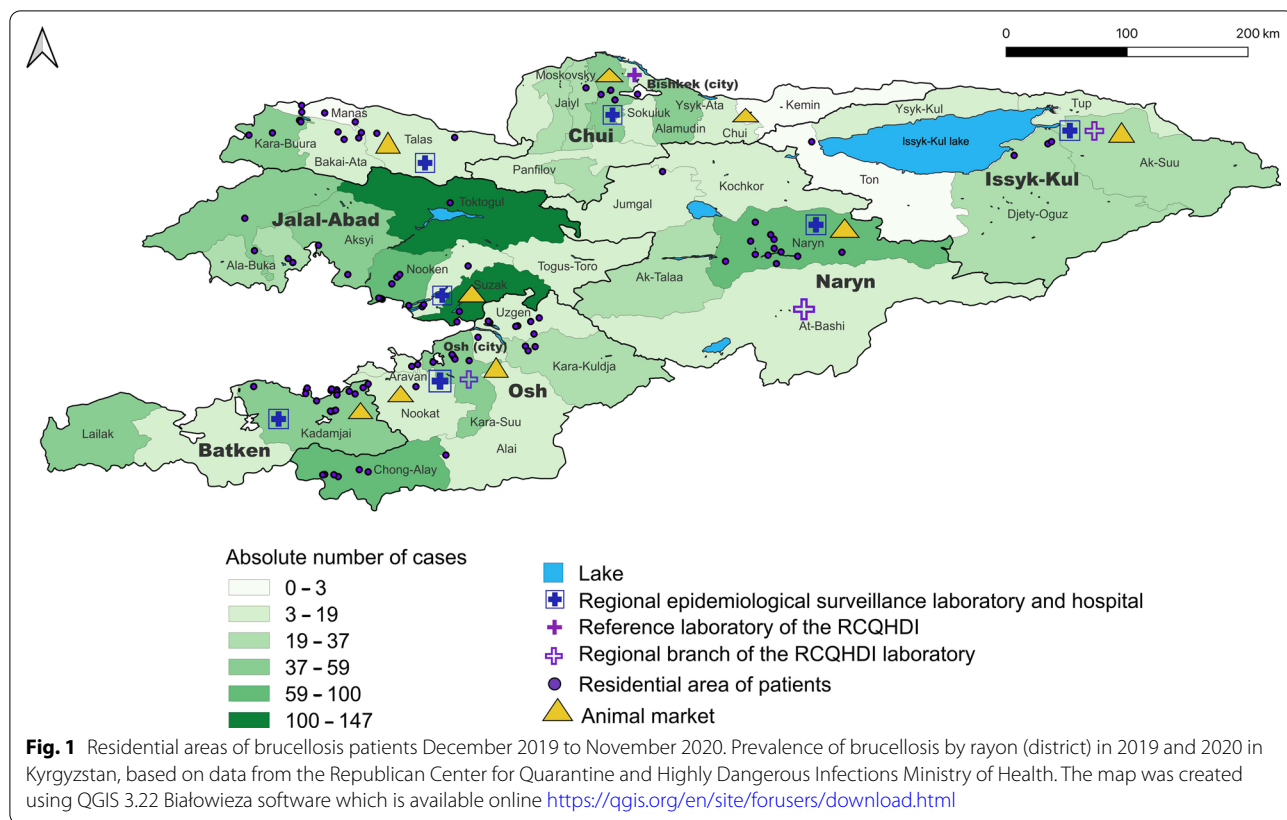 0 100 200 km
Moskovsky
Bishkek (city)
Jaiyl
Sokuluk
Ysyk-Ata
Kemin
Ysyk-Kul
Tup
Manas
Talas
Chui
Alamudin
Chui
Issyk-Kul lake
Kara-Buura
Bakai-Ata
Panfilov
Ak-Suu
Issyk-Kul
Kochkor
Ton
Jumgal
Djety-Oguz
Toktogul
Jalal-Abad
Aksyi
Naryn
Ala-Buka
Nooken
Togus-Toro
Ak-Talaa
Naryn
Suzak
Uzgen
At-Bashi
Osh (city)
Kara-Kuldja
Aravan
Osh
Nookat
Kara-Suu
Lailak
Kadamjai
Batken
Alai
Chong-Alay
Absolute number of cases
0 – 3
3 – 19
19 – 37
37 – 59
59 – 100
100 – 147
Lake
Regional epidemiological surveillance laboratory and hospital
Reference laboratory of the RCQHDI
Regional branch of the RCQHDI laboratory
Residential area of patients
Animal market
Fig. 1 Residential areas of brucellosis patients December 2019 to November 2020. Prevalence of brucellosis by rayon (district) in 2019 and 2020 in
Kyrgyzstan, based on data from the Republican Center for Quarantine and Highly Dangerous Infections Ministry of Health. The map was created
using QGIS 3.22 Białowieza software which is available online https://qgis.org/en/site/forusers/download.html